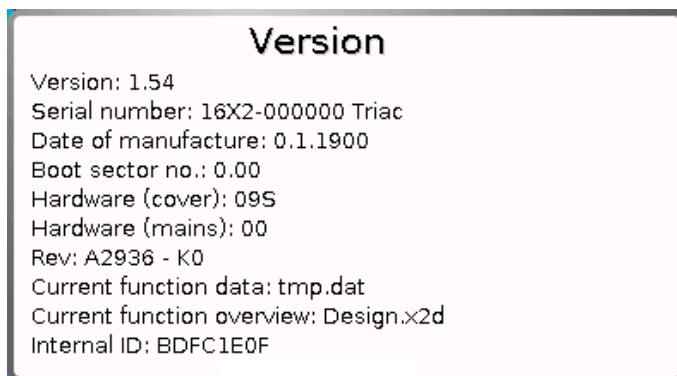 Version
Version: 1.54
Serial number: 16X2-000000 Triac
Date of manufacture: 0.1.1900
Boot sector no.: 0.00
Hardware (cover): 09S
Hardware (mains): 00
Rev: A2936 - K0
Current function data: tmp.dat
Current function overview: Design.x2d
Internal ID: BDFC1E0F